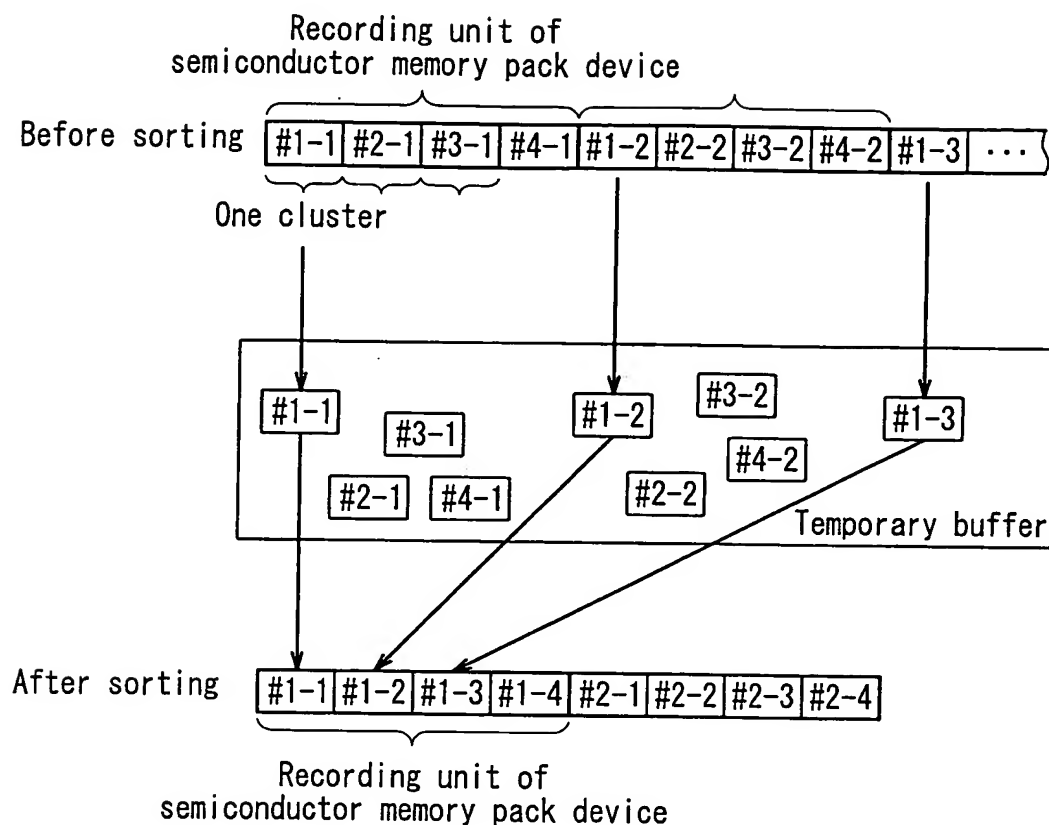 Recording unit of
semiconductor memory pack device
Before sorting #1-1 #2-1 #3-1 #4-1 #1-2 #2-2 #3-2 #4-2 #1-3 ···
One cluster
#1-1 #3-1 #1-2 #3-2 #1-3
#2-1 #4-1 #2-2 #4-2
Temporary buffer
After sorting #1-1 #1-2 #1-3 #1-4 #2-1 #2-2 #2-3 #2-4
Recording unit of
semiconductor memory pack device